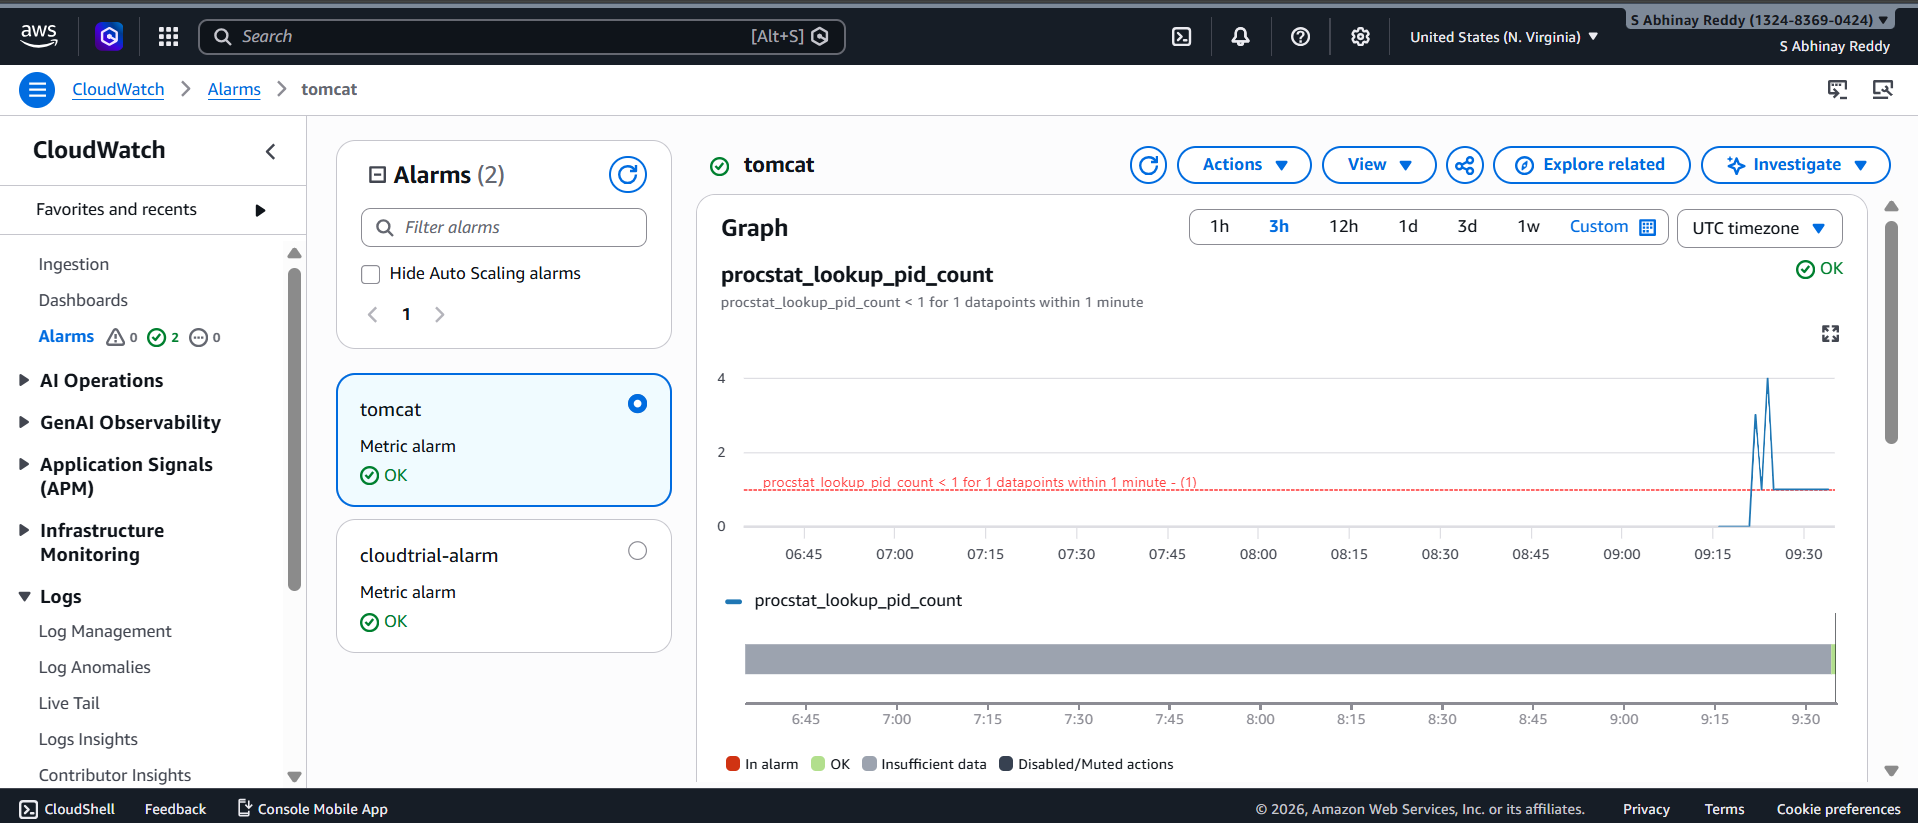 aws
Search [Alt+S]
United States (N. Virginia)
S Abhinay Reddy (1324-8369-0424)
S Abhinay Reddy
CloudWatch
Alarms
tomcat
CloudWatch
Favorites and recents
Ingestion
Dashboards
Alarms 0 2 0
AI Operations
GenAI Observability
Application Signals
(APM)
Infrastructure
Monitoring
Logs
Log Management
Log Anomalies
Live Tail
Logs Insights
Contributor Insights
Alarms (2)
Filter alarms
Hide Auto Scaling alarms
1
tomcat
Metric alarm
OK
cloudtrial-alarm
Metric alarm
OK
tomcat
Actions
View
Explore related
Investigate
Graph
1h 3h 12h 1d 3d 1w Custom
UTC timezone
procstat_lookup_pid_count
OK
procstat_lookup_pid_count < 1 for 1 datapoints within 1 minute
4
2
procstat_lookup_pid_count < 1 for 1 datapoints within 1 minute - (1)
0
06:45 07:00 07:15 07:30 07:45 08:00 08:15 08:30 08:45 09:00 09:15 09:30
procstat_lookup_pid_count
6:45 7:00 7:15 7:30 7:45 8:00 8:15 8:30 8:45 9:00 9:15 9:30
In alarm OK Insufficient data Disabled/Muted actions
CloudShell Feedback Console Mobile App
© 2026, Amazon Web Services, Inc. or its affiliates. Privacy Terms Cookie preferences